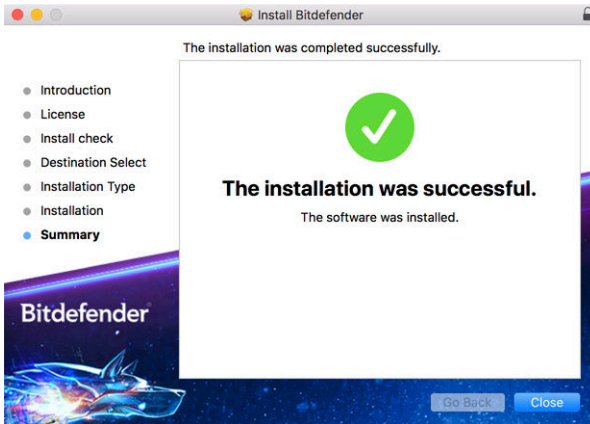 Install Bitdefender
The installation was completed successfully.
Introduction
License
Install check
Destination Select
Installation Type
Installation
Summary
The installation was successful.
The software was installed.
Bitdefender
Go Back
Close